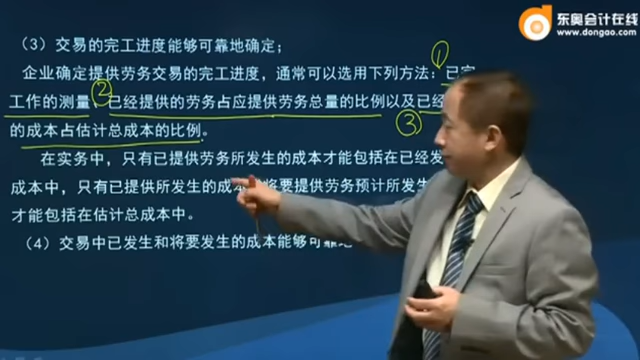 东奥会计在线
www.dongao.com
（3）交易的完工进度能够可靠地确定；
企业确定提供劳务交易的完工进度，通常可以选用下列方法：已完
①
工作的测量，已经提供的劳务占应提供劳务总量的比例以及已经
②
③
的成本占估计总成本的比例。
在实务中，只有已提供劳务所发生的成本才能包括在已经发
成本中，只有已提供所发生的成 将要提供劳务预计所发生
才能包括在估计总成本中。
（4）交易中已发生和将要发生的成本能够可靠地